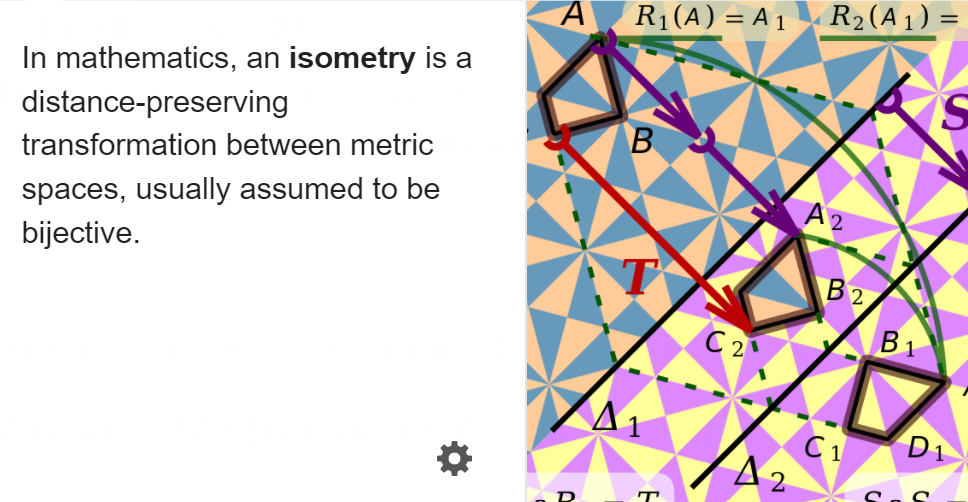 In mathematics, an isometry is a
distance-preserving
transformation between metric
spaces, usually assumed to be
bijective.
A
R₁(A) = A₁
R₂(A₁) =
B
S
A₂
T
B₂
C₂
B₁
Δ₁
C₁
D₁
Δ₂